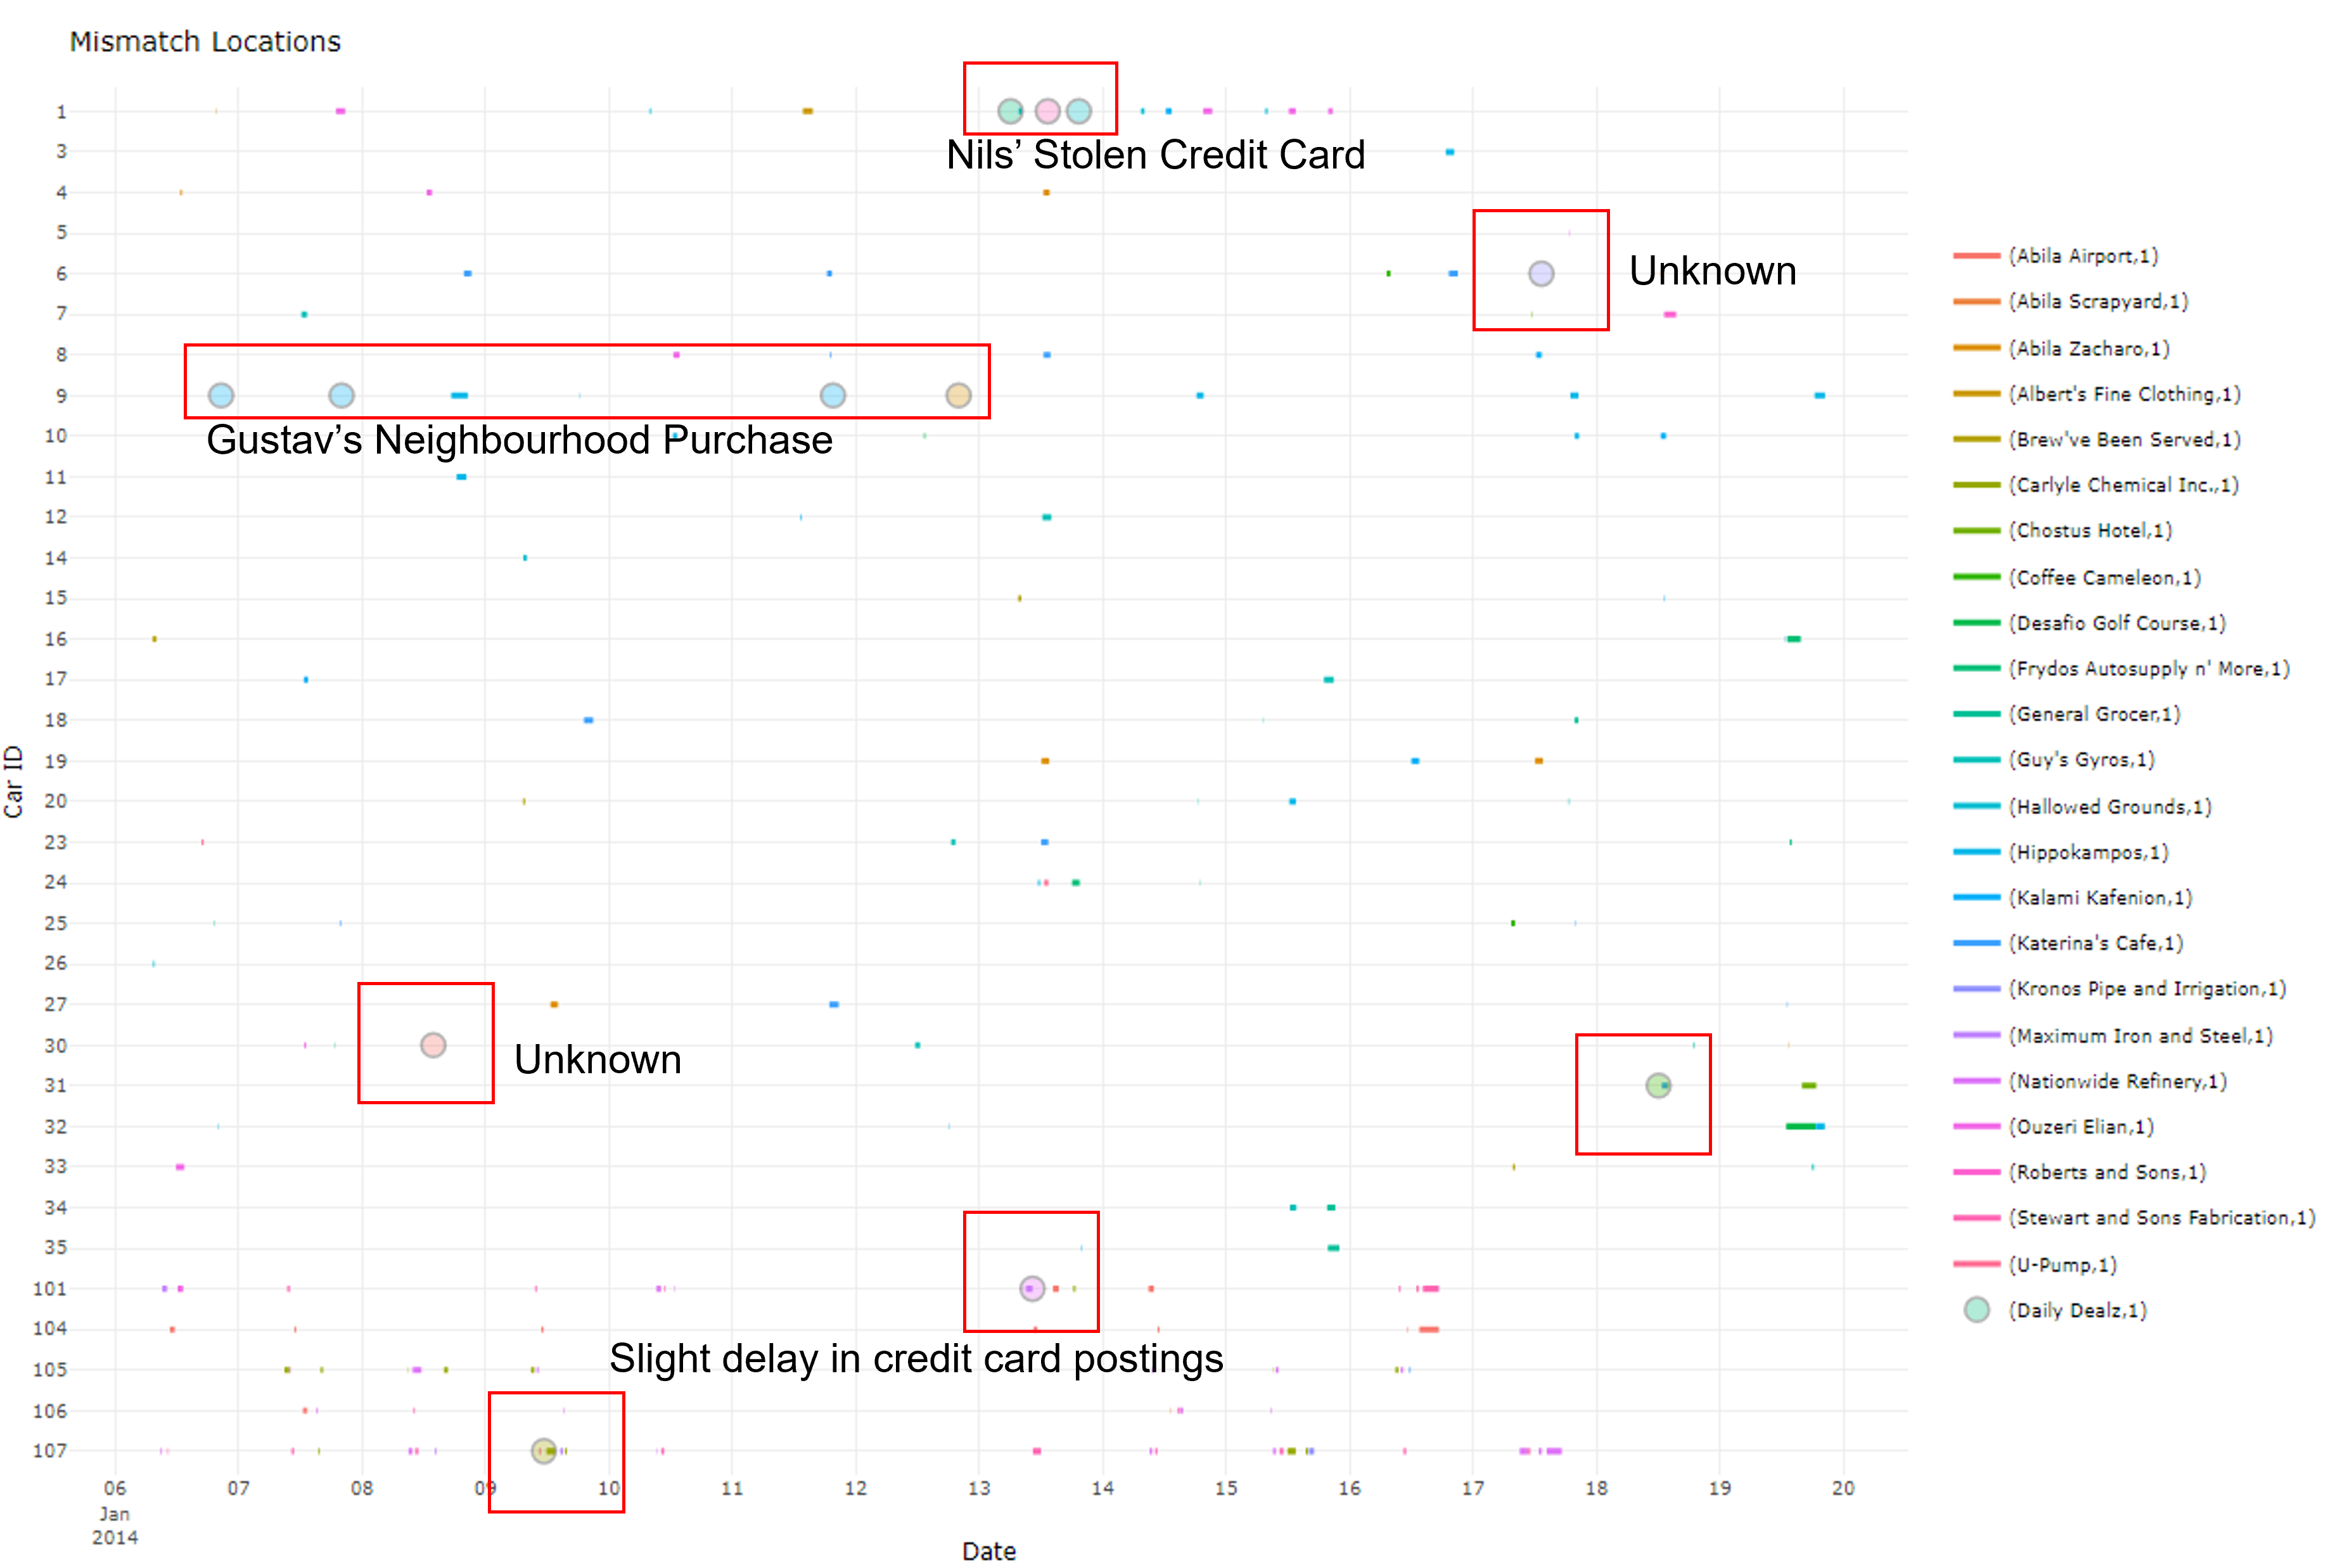 Mismatch Locations
1
Nils’ Stolen Credit Card
3
4
5
6
Unknown
7
8
9
Gustav’s Neighbourhood Purchase
10
11
12
14
15
16
17
18
19
20
23
24
25
26
27
30
Unknown
31
32
33
34
35
101
104
Slight delay in credit card postings
105
106
107
Car ID
06 07 08 09 10 11 12 13 14 15 16 17 18 19 20
Jan
2014
Date
(Abila Airport,1)
(Abila Scrapyard,1)
(Abila Zacharo,1)
(Albert's Fine Clothing,1)
(Brew've Been Served,1)
(Carlyle Chemical Inc.,1)
(Chostus Hotel,1)
(Coffee Cameleon,1)
(Desafio Golf Course,1)
(Frydos Autosupply n' More,1)
(General Grocer,1)
(Guy's Gyros,1)
(Hallowed Grounds,1)
(Hippokampos,1)
(Kalami Kafenion,1)
(Katerina's Cafe,1)
(Kronos Pipe and Irrigation,1)
(Maximum Iron and Steel,1)
(Nationwide Refinery,1)
(Ouzeri Elian,1)
(Roberts and Sons,1)
(Stewart and Sons Fabrication,1)
(U-Pump,1)
(Daily Dealz,1)